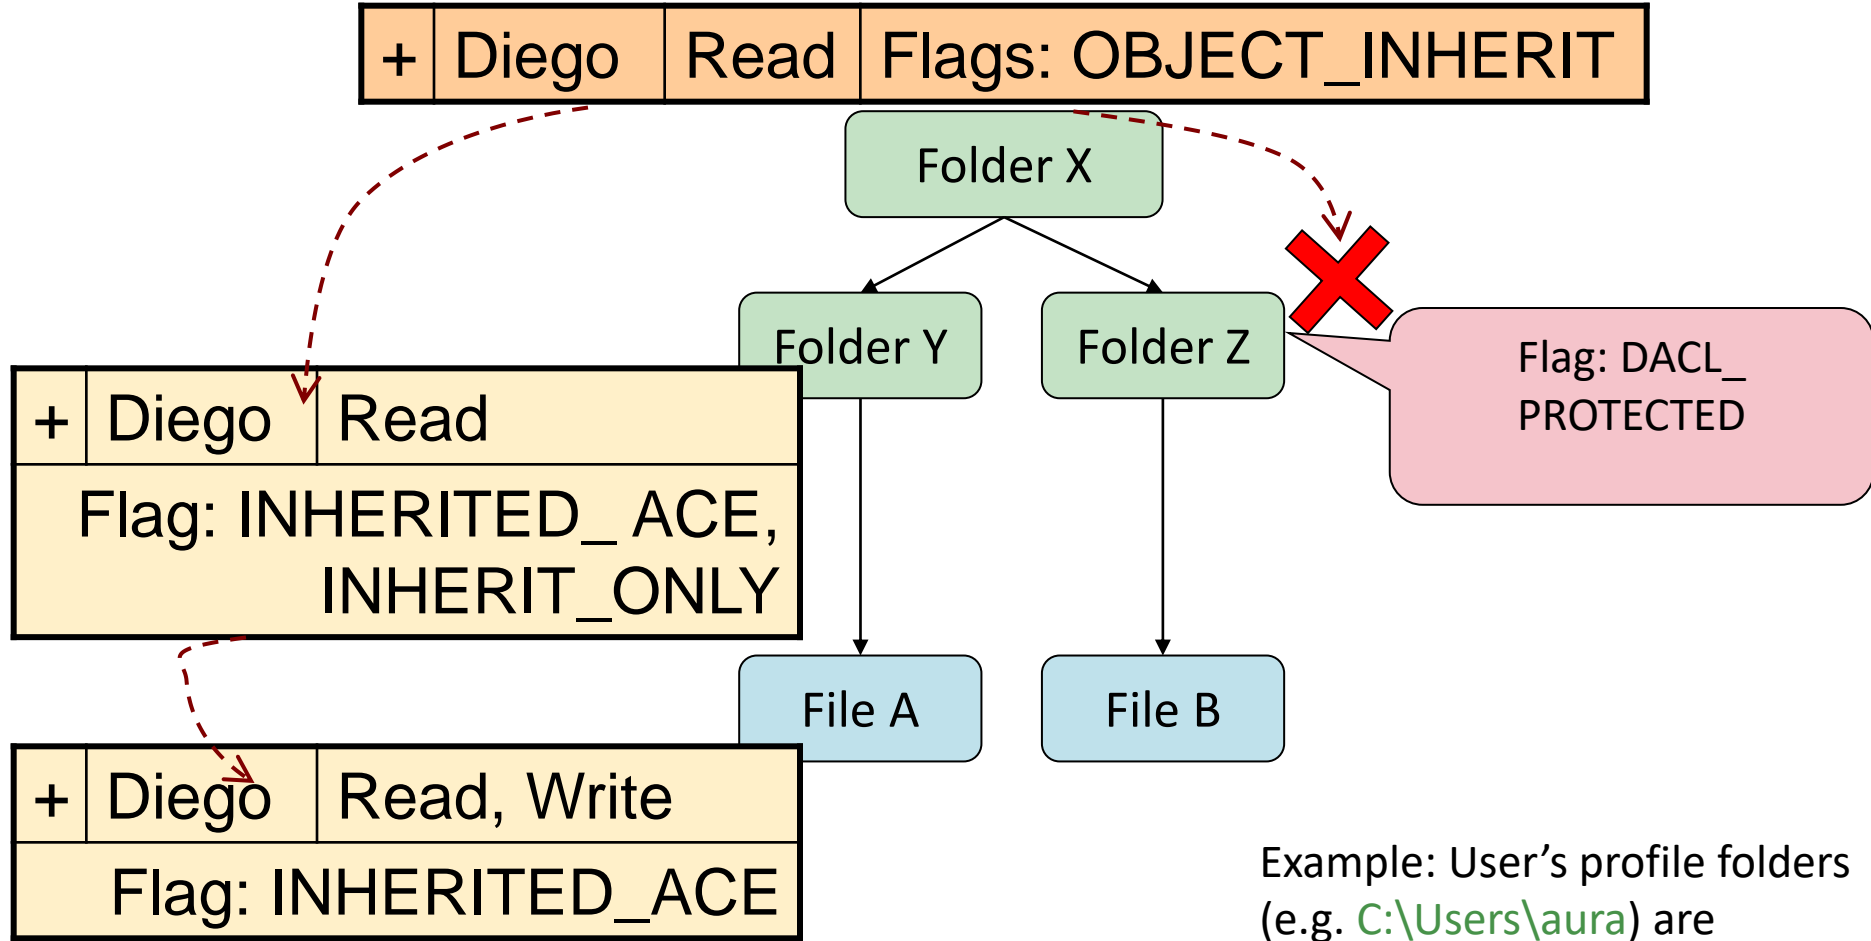 + Diego Read Flags: OBJECT_INHERIT
Folder X
Folder Y
Folder Z
Flag: DACL_
PROTECTED
+ Diego Read
Flag: INHERITED_ ACE,
INHERIT_ONLY
File A
File B
+ Diego Read, Write
Flag: INHERITED_ACE
Example: User’s profile folders
(e.g. C:\Users\aura) are